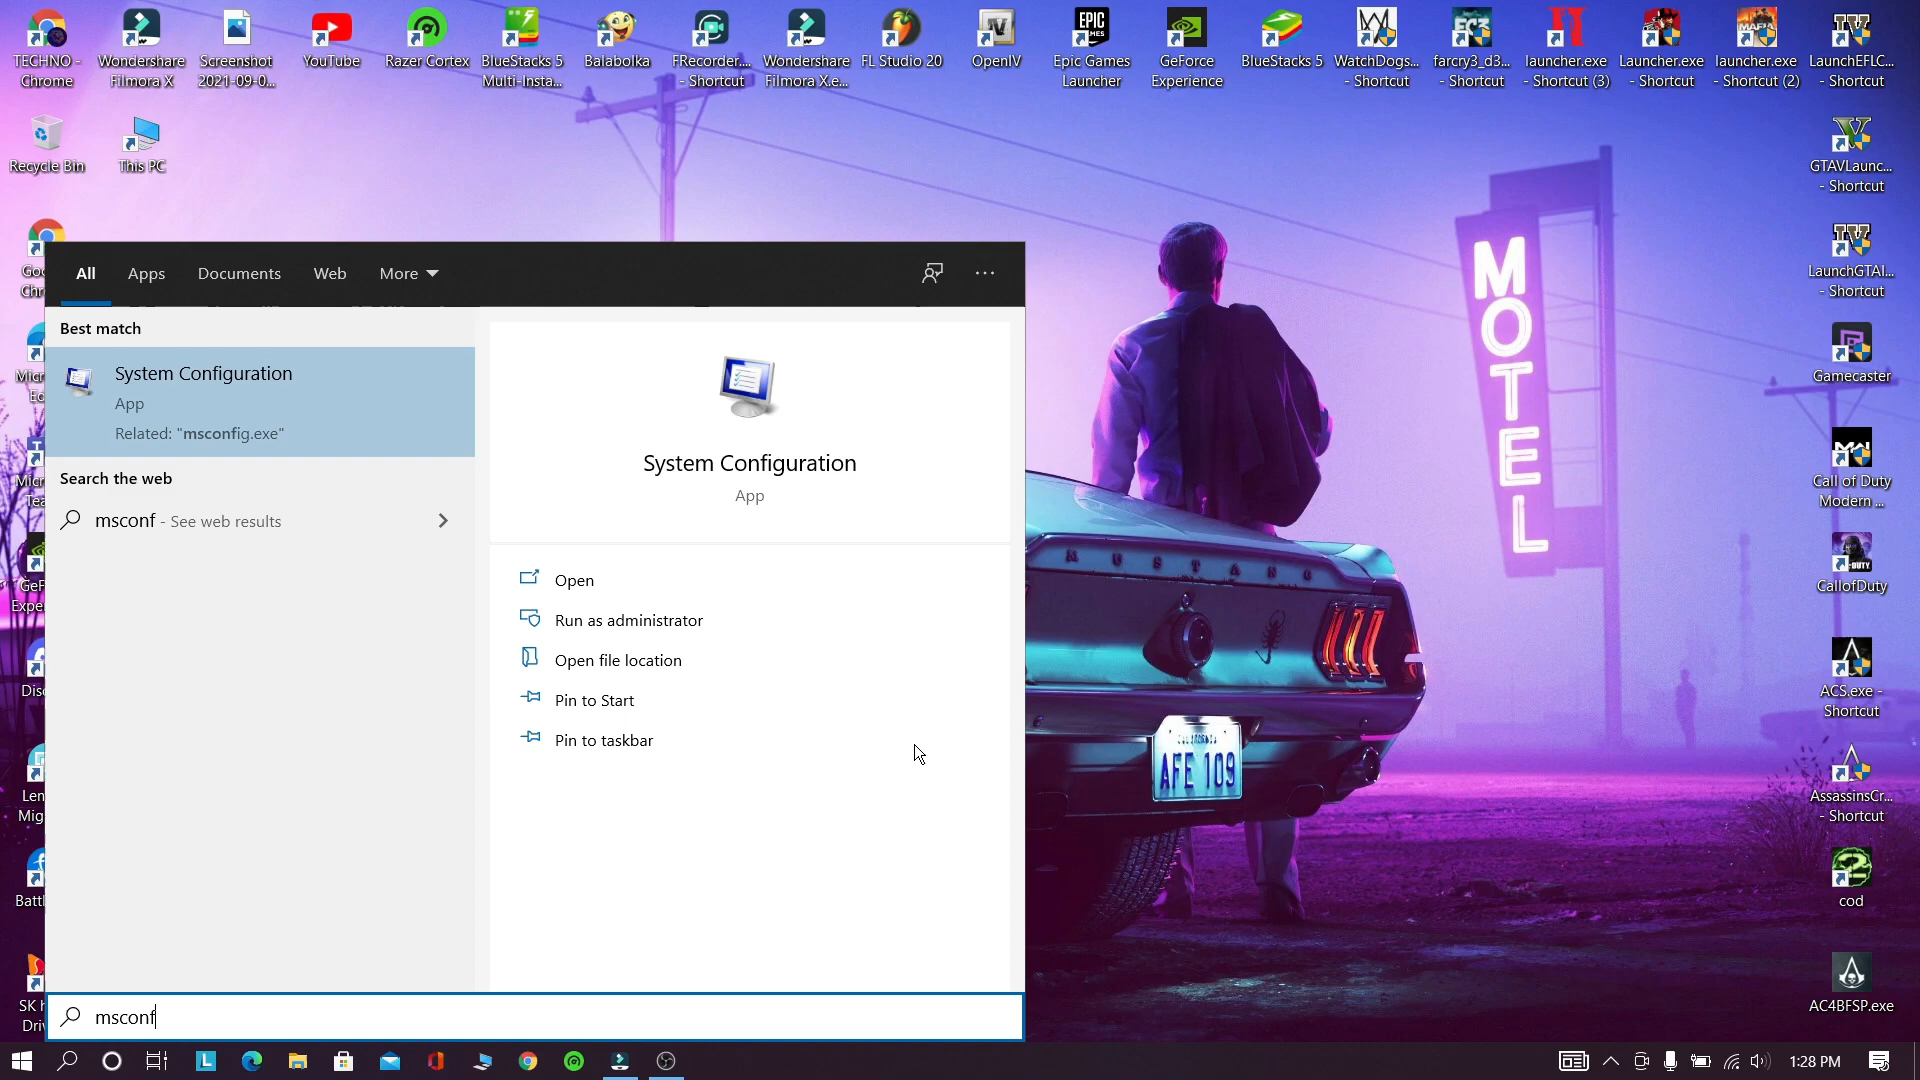 TECHNO -
Chrome
Wondershare
Filmora X
Screenshot
2021-09-0...
YouTube
Razer Cortex
BlueStacks 5
Multi-Insta...
Balabolka
FRecorder....
- Shortcut
Wondershare
Filmora X.e...
FL Studio 20
OpenIV
EPIC
GAMES
Epic Games
Launcher
GeForce
Experience
BlueStacks 5
WatchDogs...
- Shortcut
farcry3_d3...
- Shortcut
launcher.exe
- Shortcut (3)
Launcher.exe
- Shortcut
launcher.exe
- Shortcut (2)
LaunchEFLC...
- Shortcut
Recycle Bin
This PC
GTAVLaunc...
- Shortcut
LaunchGTAI...
- Shortcut
Gamecaster
Call of Duty
Modern ...
CallofDuty
ACS.exe -
Shortcut
AssassinsCr...
- Shortcut
cod
AC4BFSP.exe
All
Apps
Documents
Web
More
Best match
System Configuration
App
Related: "msconfig.exe"
Search the web
msconf - See web results
System Configuration
App
Open
Run as administrator
Open file location
Pin to Start
Pin to taskbar
msconf
MOTEL
MUSTANG
CALIFORNIA
AFE 109
1:28 PM